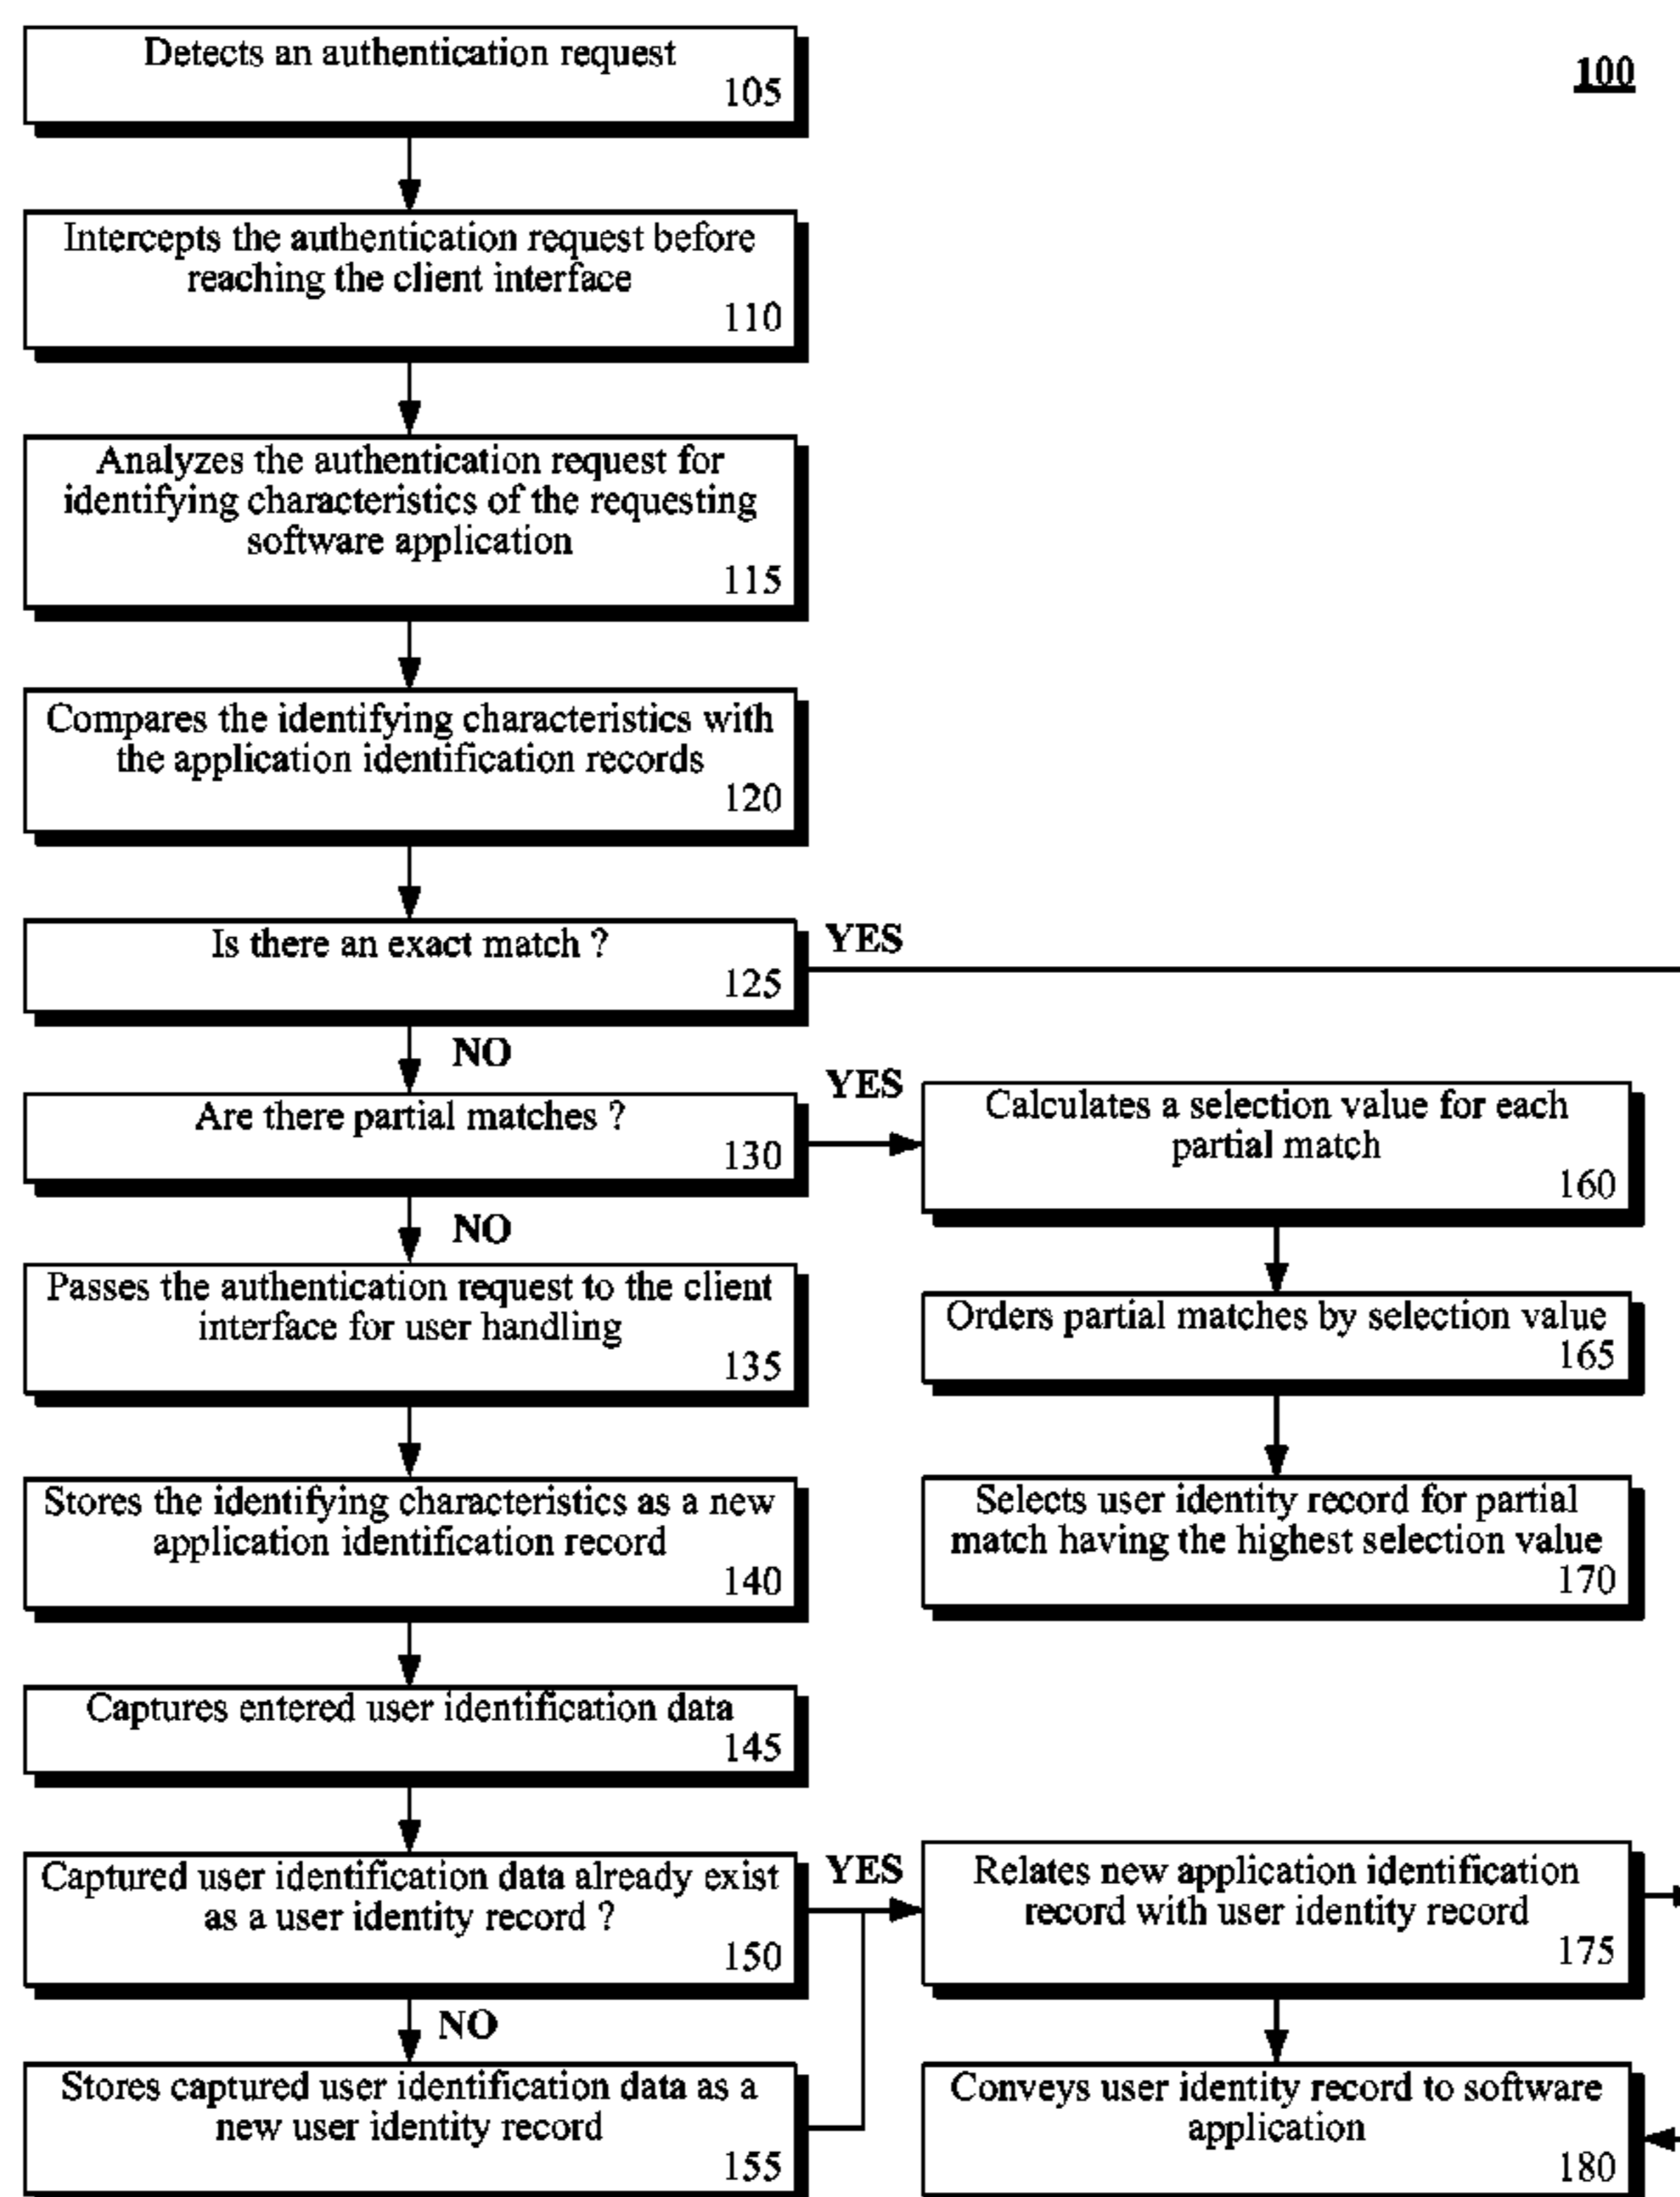 100
Detects an authentication request
105
Intercepts the authentication request before
reaching the client interface
110
Analyzes the authentication request for
identifying characteristics of the requesting
software application
115
Compares the identifying characteristics with
the application identification records
120
Is there an exact match ?
125
YES
NO
Are there partial matches ?
130
YES
NO
Calculates a selection value for each
partial match
160
Orders partial matches by selection value
165
Selects user identity record for partial
match having the highest selection value
170
Passes the authentication request to the client
interface for user handling
135
Stores the identifying characteristics as a new
application identification record
140
Captures entered user identification data
145
Captured user identification data already exist
as a user identity record ?
150
YES
NO
Stores captured user identification data as a
new user identity record
155
Relates new application identification
record with user identity record
175
Conveys user identity record to software
application
180